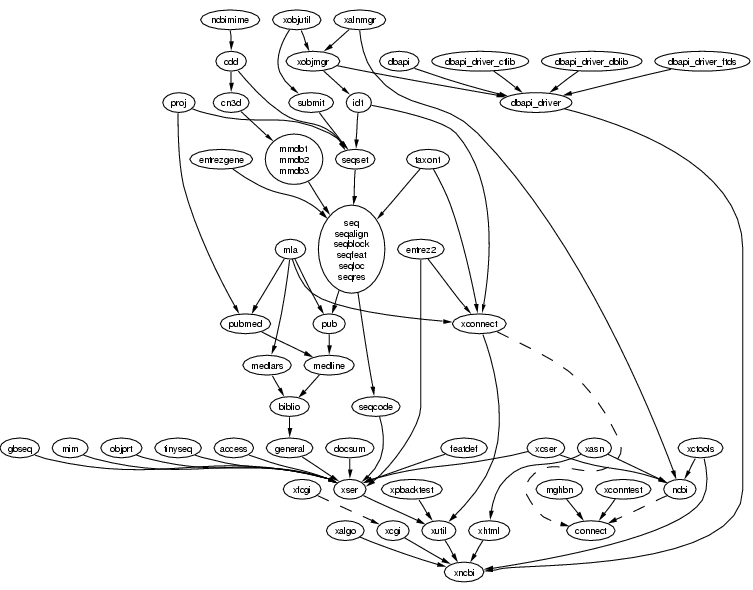 ncbimime
xobjutil
xalnmgr
cdd
xobjmgr
dbapi
dbapi_driver_ctlib
dbapi_driver_dblib
dbapi_driver_ftds
proj
cn3d
submit
id1
dbapi_driver
entrezgene
mmdb1
mmdb2
mmdb3
seqset
taxon1
seq
seqalign
seqblock
seqfeat
seqloc
seqres
mla
entrez2
pubmed
pub
xconnect
medlars
medline
biblio
seqcode
gbseq
mim
objprt
tinyseq
access
general
docsum
featdef
xcser
xasn
xctools
xfcgi
xser
xpbacktest
mghbn
xconntest
ncbi
xalgo
xcgi
xutil
xhtml
connect
xncbi